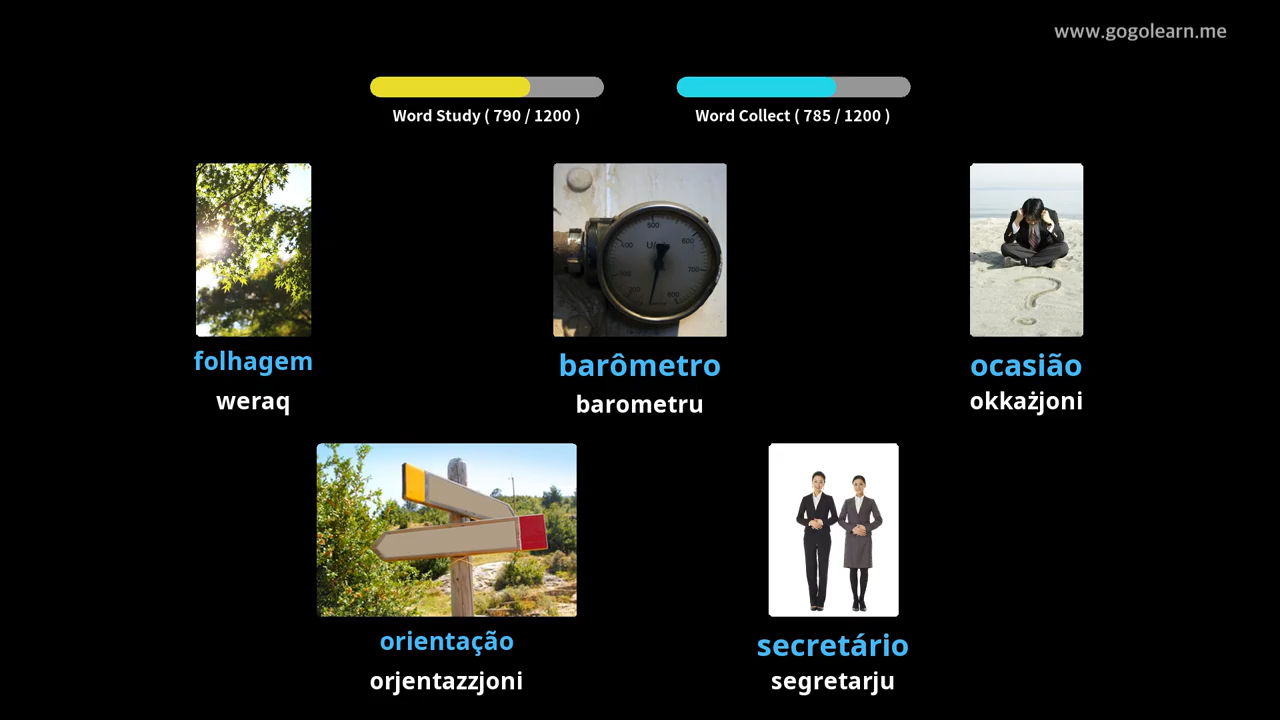 www.gogolearn.me
Word Study ( 790 / 1200 )
Word Collect ( 785 / 1200 )
folhagem
weraq
barômetro
barometru
ocasião
okkażjoni
orientação
orjentazzjoni
secretário
segretarju